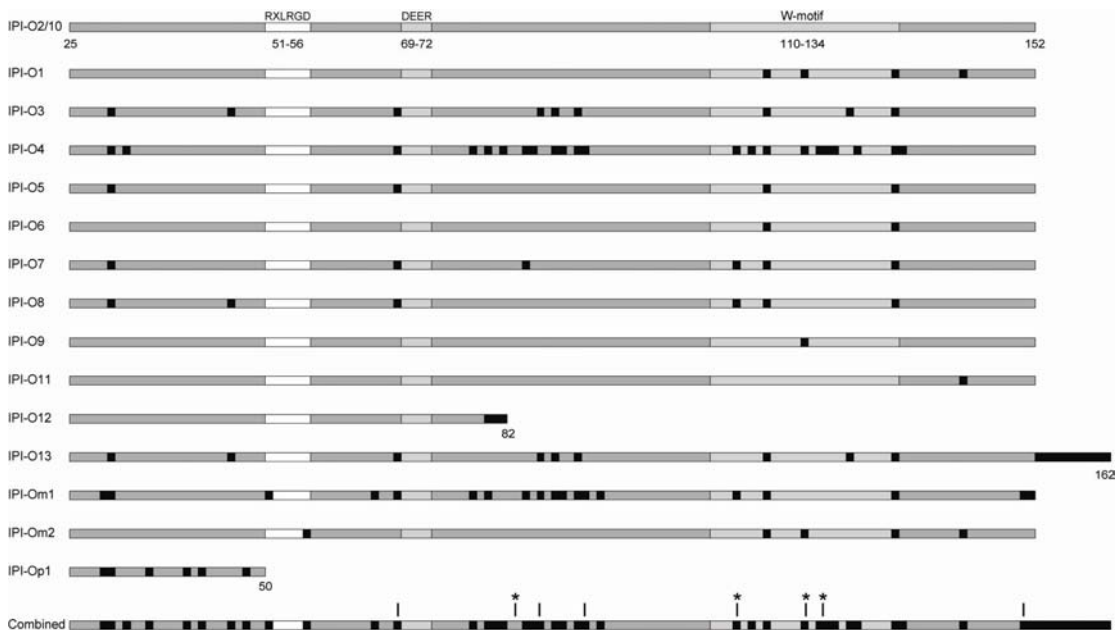 RXLRGD DEER W-motif
IPI-O2/10
25 51-56 69-72 110-134 152
IPI-O1
IPI-O3
IPI-O4
IPI-O5
IPI-O6
IPI-O7
IPI-O8
IPI-O9
IPI-O11
IPI-O12
82
IPI-O13
162
IPI-Om1
IPI-Om2
IPI-Op1
50
* * * *
Combined